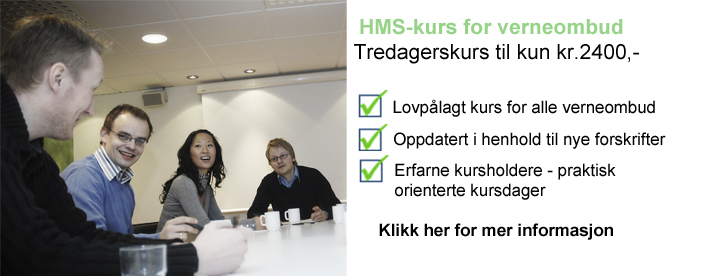 HMS-kurs for verneombud
Tredagerskurs til kun kr.2400,-
Lovpålagt kurs for alle verneombud
Oppdatert i henhold til nye forskrifter
Erfarne kursholdere - praktisk
orienterte kursdager
Klikk her for mer informasjon